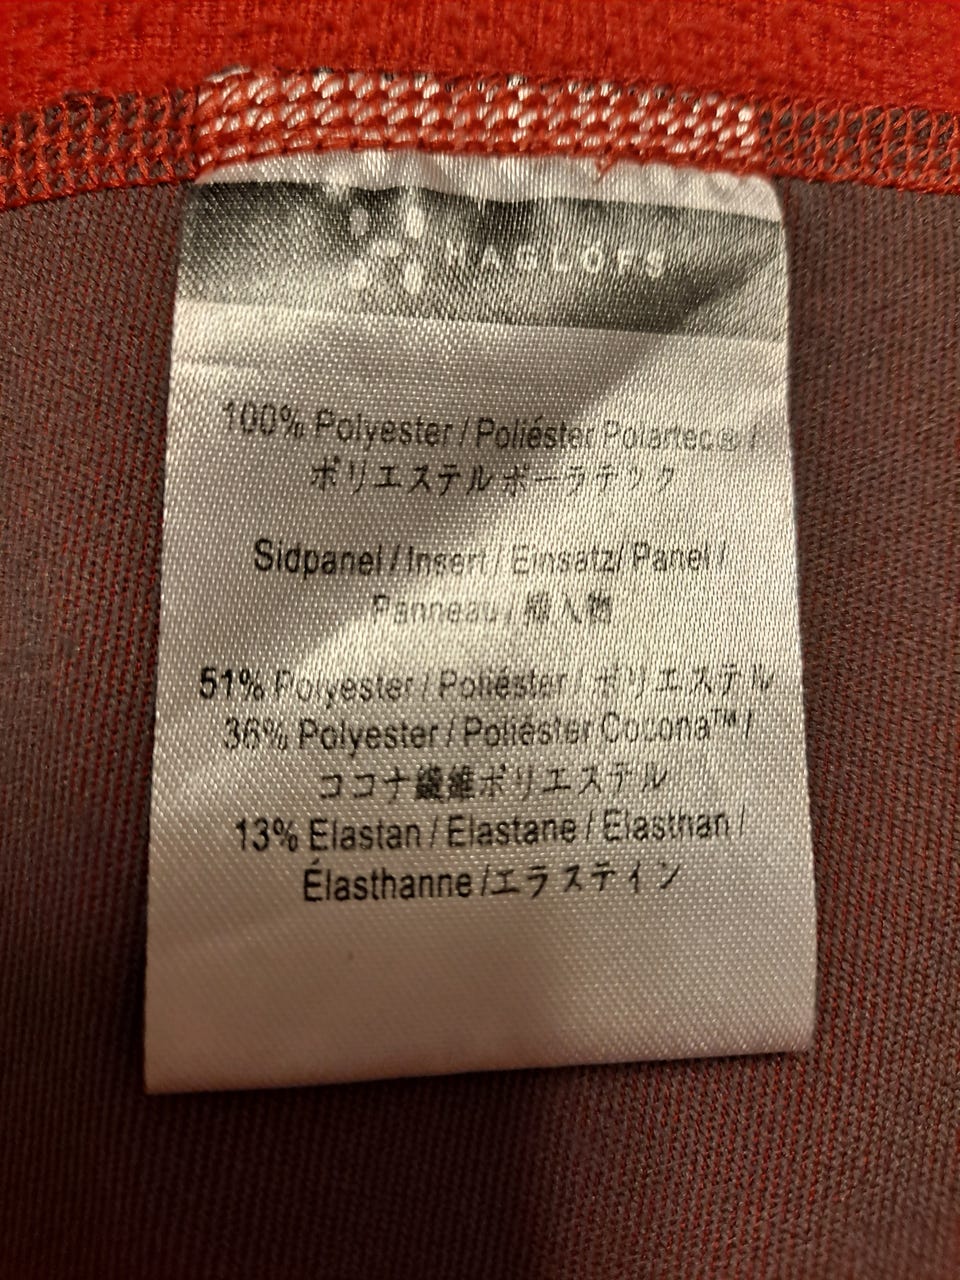 HAGLÖFS
100% Polyester / Poliéster Polartec® /
ポリエステルポーラテック
Sidpanel / Insert / Einsatz/ Panel /
Panneau / 挿入物
51% Polyester / Poliéster / ポリエステル
36% Polyester / Poliéster Cocona™ /
ココナ繊維ポリエステル
13% Elastan / Elastane / Elasthan /
Élasthanne /エラステイン